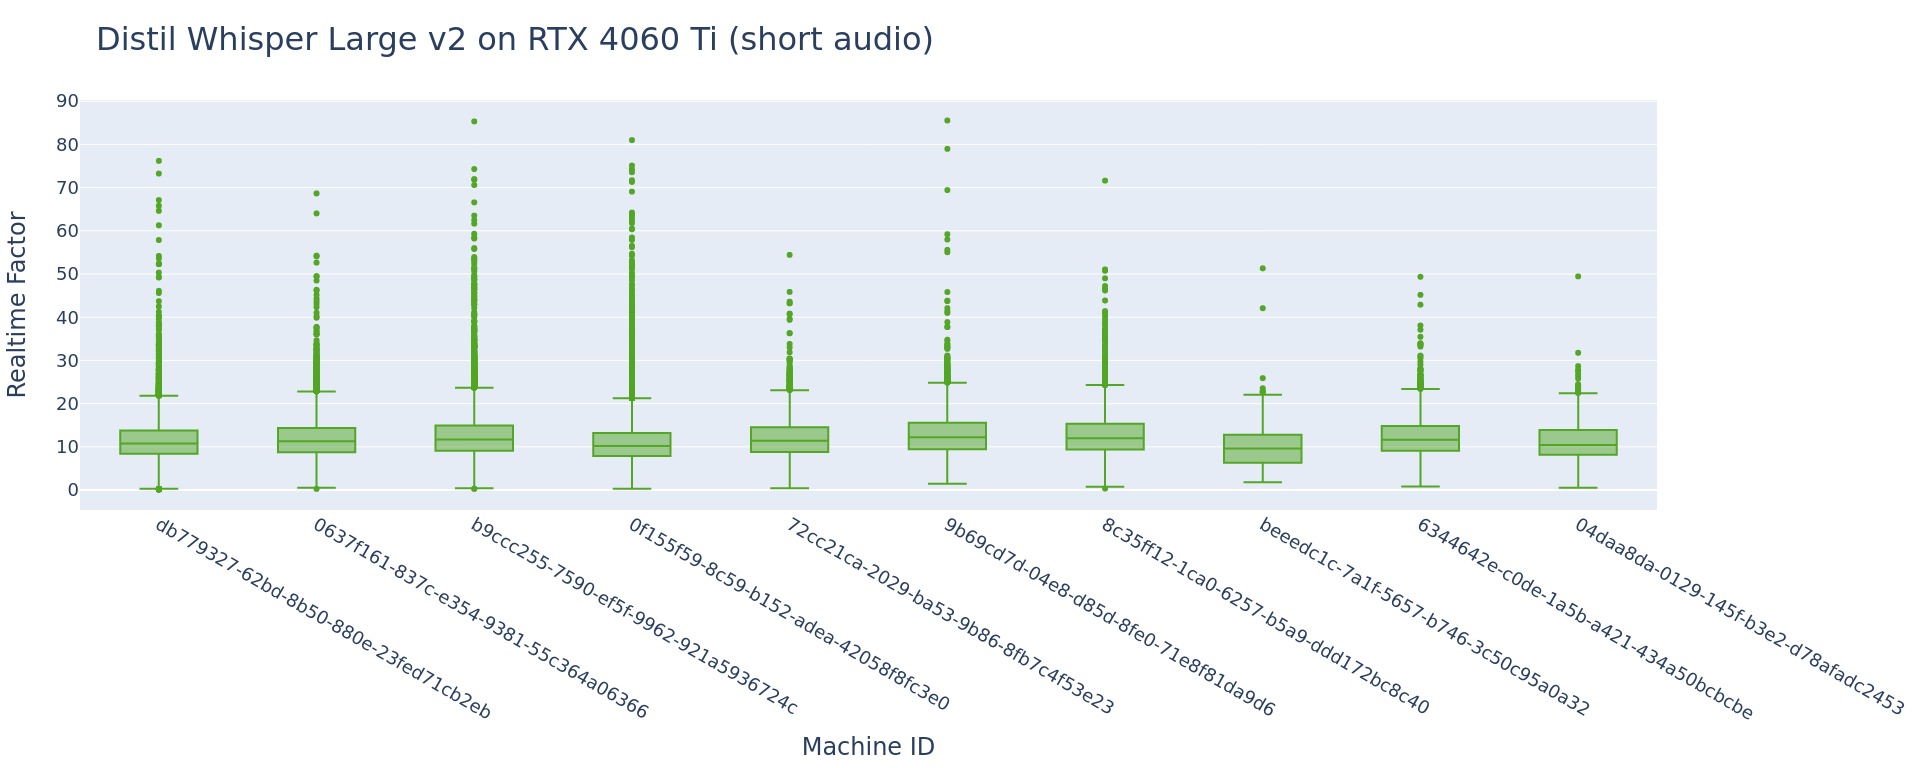 Distil Whisper Large v2 on RTX 4060 Ti (short audio)
Realtime Factor
90
80
70
60
50
40
30
20
10
0
db779327-62bd-8b50-880e-23fed71cb2eb
0637f161-837c-e354-9381-55c364a06366
b9ccc255-7590-ef5f-9962-921a5936724c
0f155f59-8c59-b152-adea-42058f8fc3e0
72cc21ca-2029-ba53-9b86-8fb7c4f53e23
9b69cd7d-04e8-d85d-8fe0-71e8f81da9d6
8c35ff12-1ca0-6257-b5a9-ddd172bc8c40
beeedc1c-7a1f-5657-b746-3c50c95a0a32
6344642e-c0de-1a5b-a421-434a50bcbcbe
04daa8da-0129-145f-b3e2-d78afadc2453
Machine ID